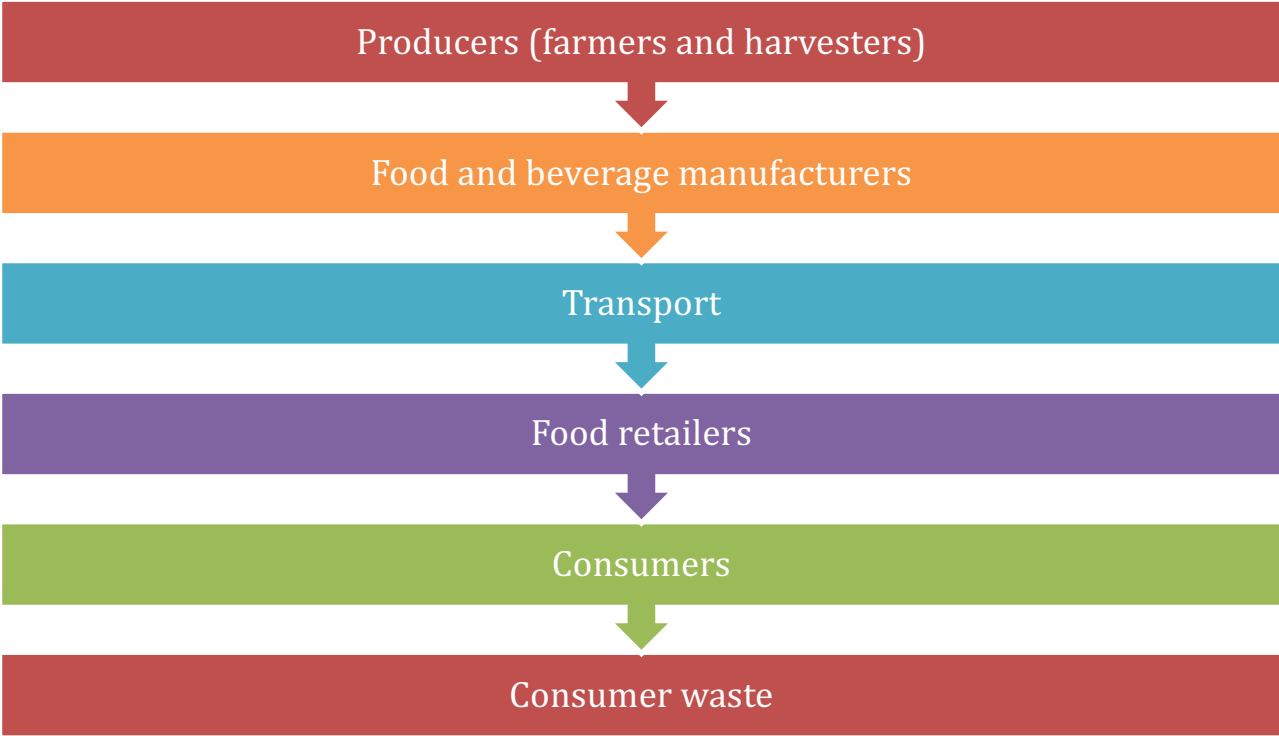 Producers (farmers and harvesters)
Food and beverage manufacturers
Transport
Food retailers
Consumers
Consumer waste